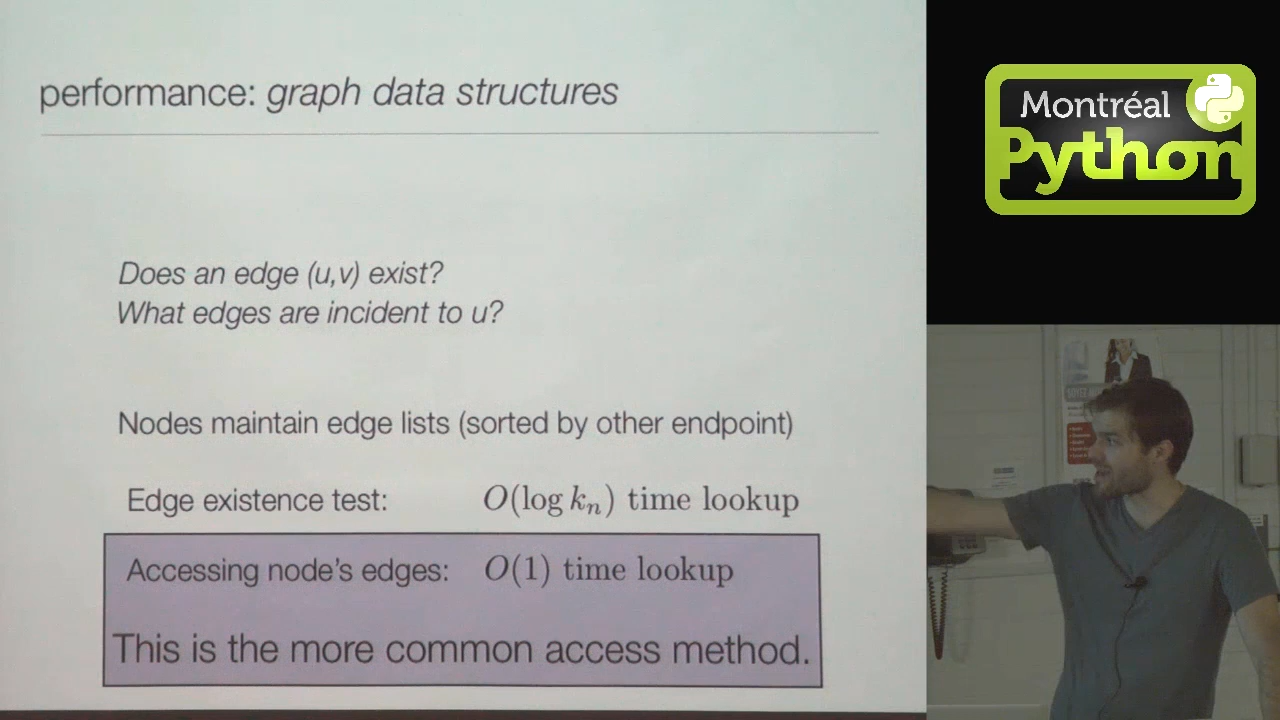 performance: graph data structures
Does an edge (u,v) exist?
What edges are incident to u?
Nodes maintain edge lists (sorted by other endpoint)
Edge existence test: O(log kₙ) time lookup
Accessing node's edges: O(1) time lookup
This is the more common access method.
Montréal
Python